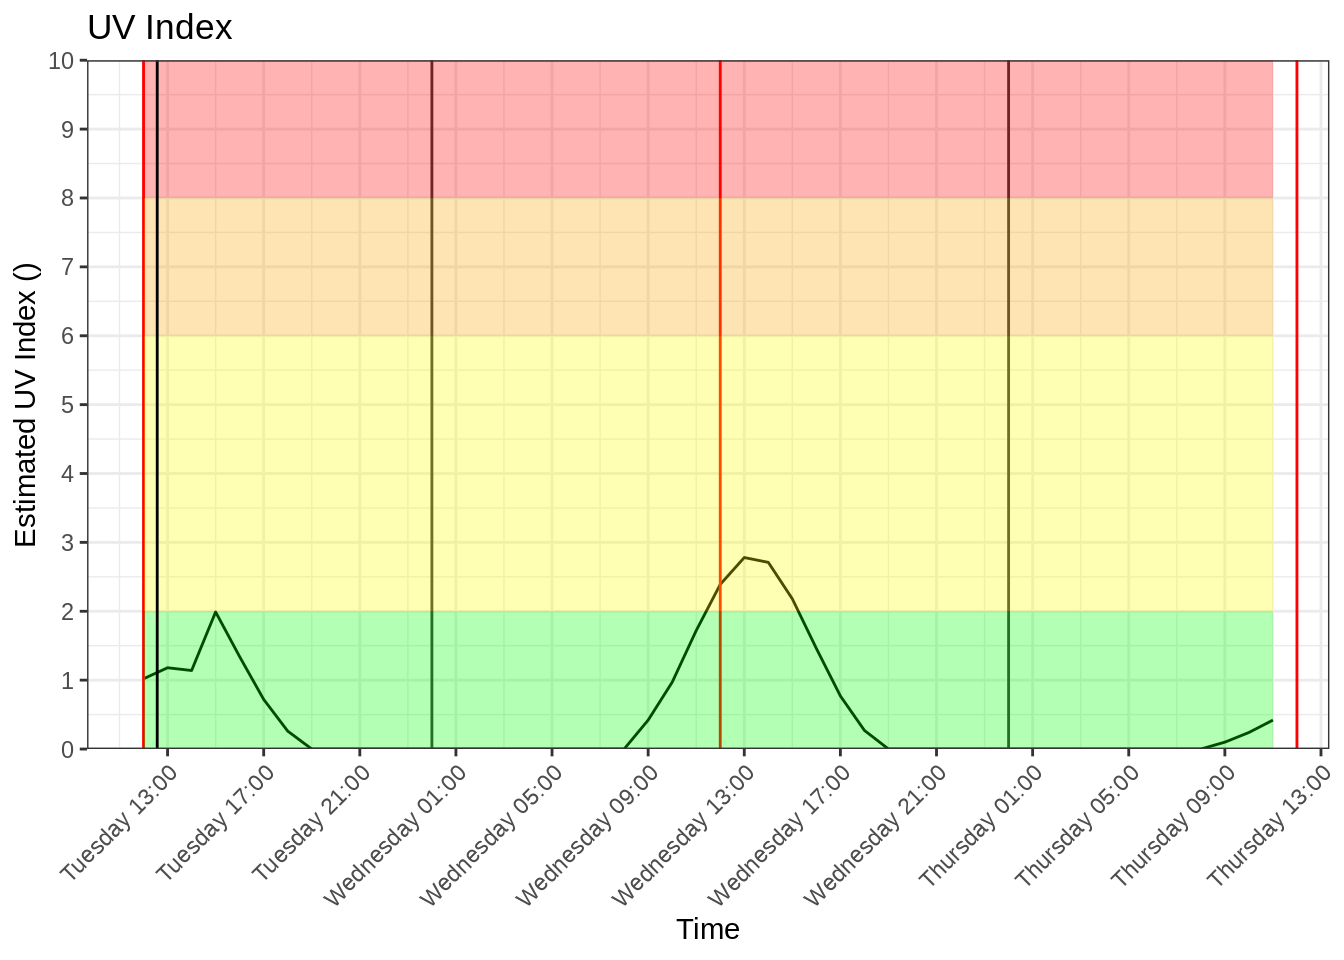 UV Index
Estimated UV Index ()
10
9
8
7
6
5
4
3
2
1
0
Tuesday 13:00
Tuesday 17:00
Tuesday 21:00
Wednesday 01:00
Wednesday 05:00
Wednesday 09:00
Wednesday 13:00
Wednesday 17:00
Wednesday 21:00
Thursday 01:00
Thursday 05:00
Thursday 09:00
Thursday 13:00
Time